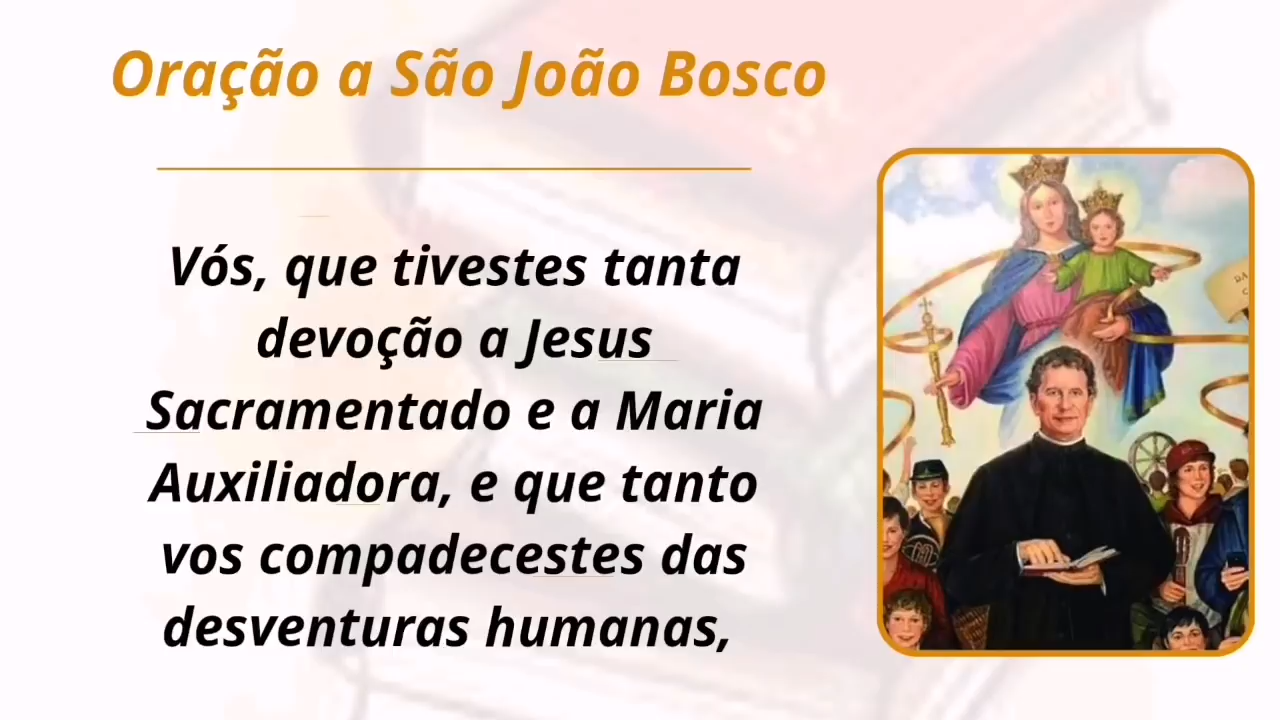 Oração a São João Bosco
Vós, que tivestes tanta
devoção a Jesus
Sacramentado e a Maria
Auxiliadora, e que tanto
vos compadecestes das
desventuras humanas,